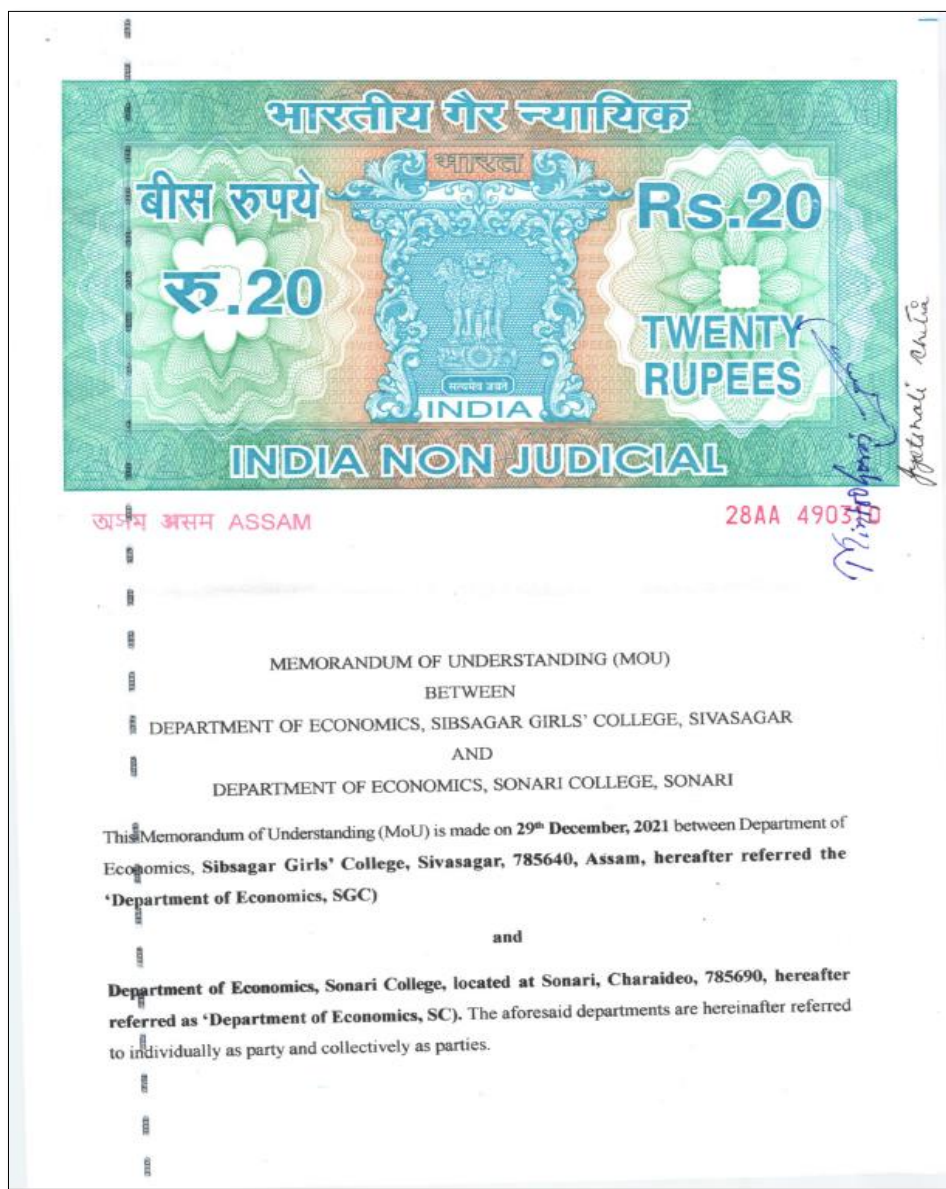 भारतीय गैर न्यायिक
भारत
बीस रुपये
रु.20
Rs.20
TWENTY
RUPEES
सत्यमेव जयते
INDIA
INDIA NON JUDICIAL
অসম असम ASSAM
28AA
MEMORANDUM OF UNDERSTANDING (MOU)
BETWEEN
DEPARTMENT OF ECONOMICS, SIBSAGAR GIRLS' COLLEGE, SIVASAGAR
AND
DEPARTMENT OF ECONOMICS, SONARI COLLEGE, SONARI
This Memorandum of Understanding (MoU) is made on 29th December, 2021 between Department of
Economics, Sibsagar Girls' College, Sivasagar, 785640, Assam, hereafter referred the
‘Department of Economics, SGC)
and
Department of Economics, Sonari College, located at Sonari, Charaideo, 785690, hereafter
referred as ‘Department of Economics, SC). The aforesaid departments are hereinafter referred
to individually as party and collectively as parties.